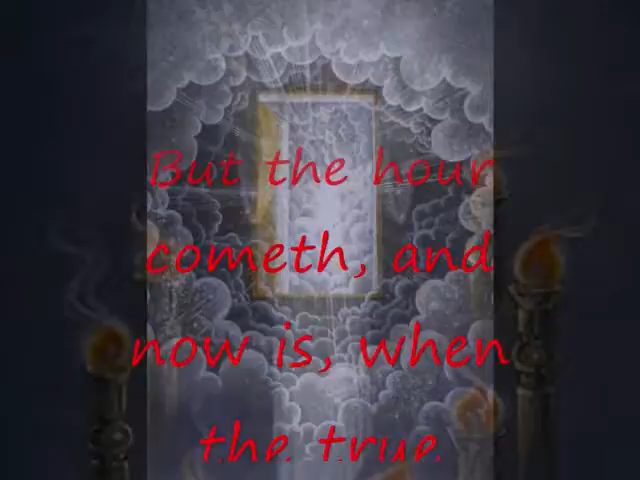 But the hour
cometh, and
now is, when
the true